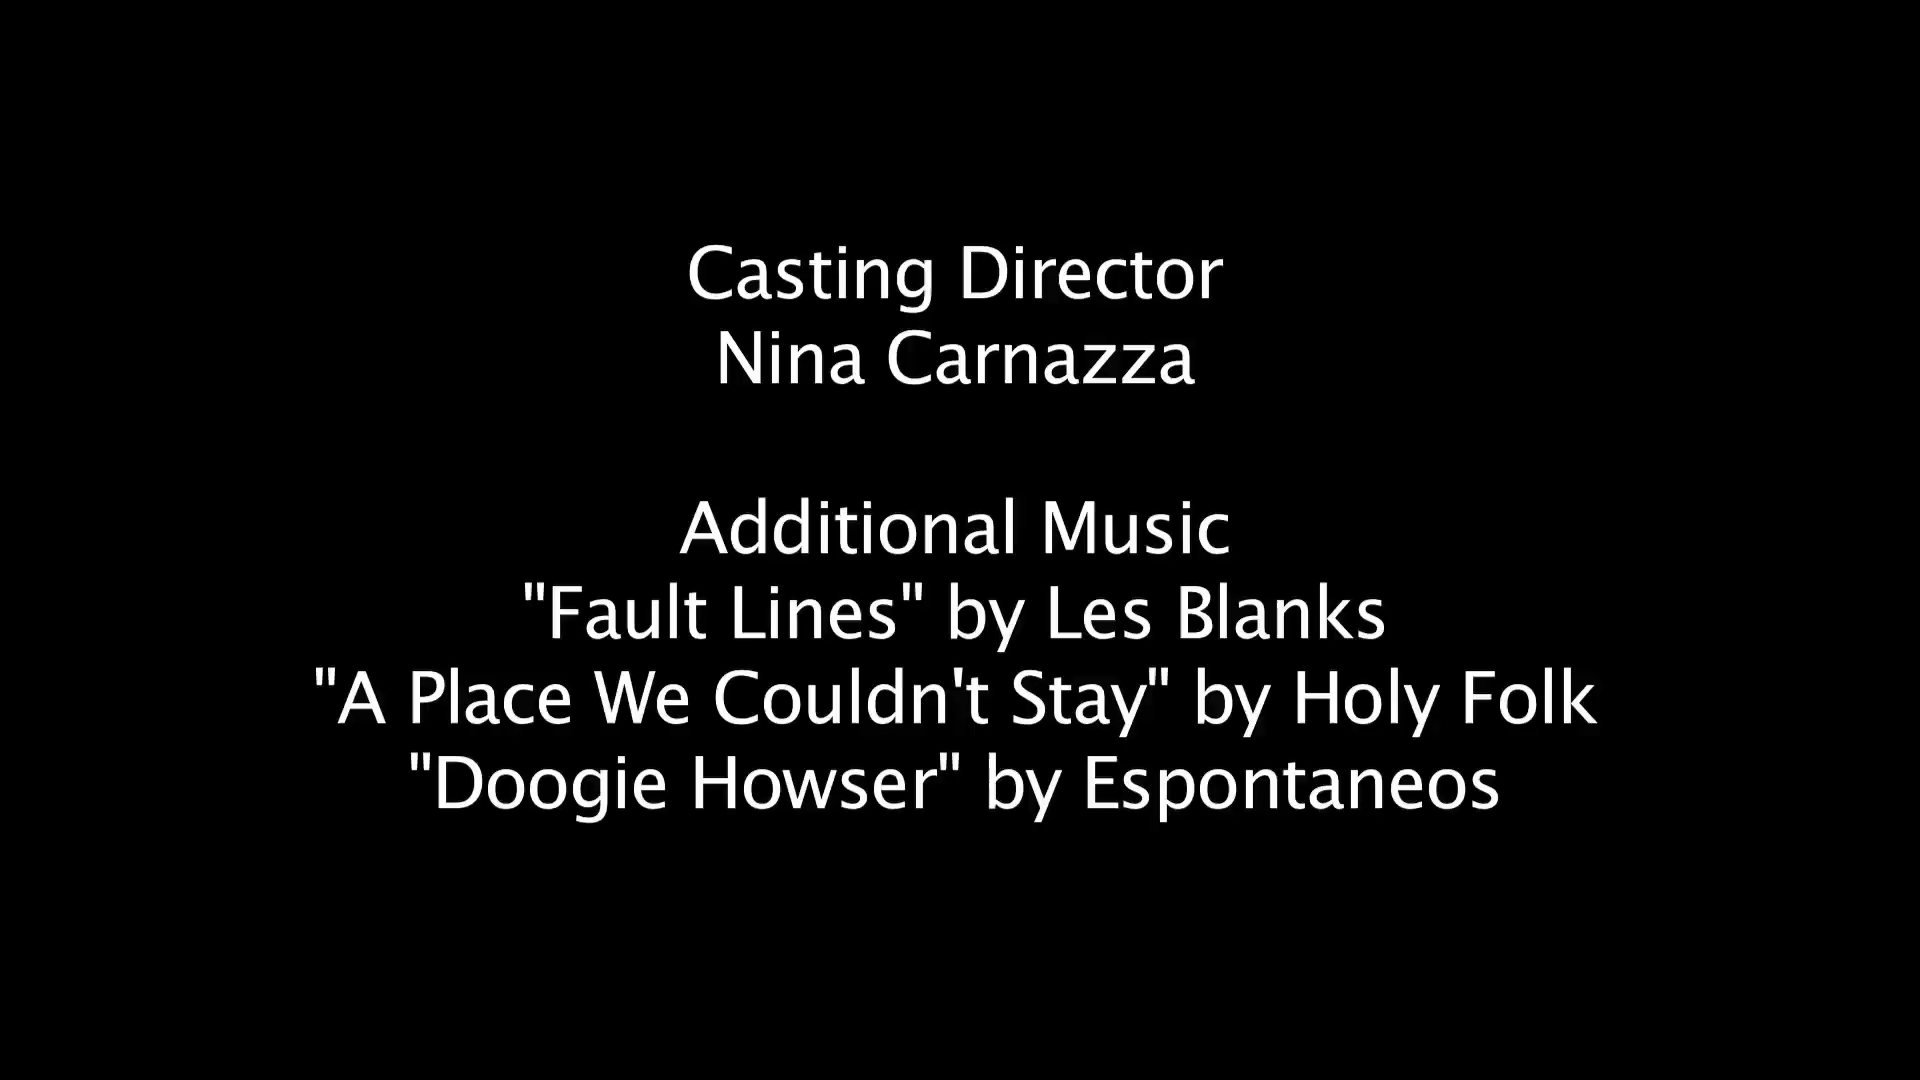 Casting Director
Nina Carnazza
Additional Music
"Fault Lines" by Les Blanks
"A Place We Couldn't Stay" by Holy Folk
"Doogie Howser" by Espontaneos